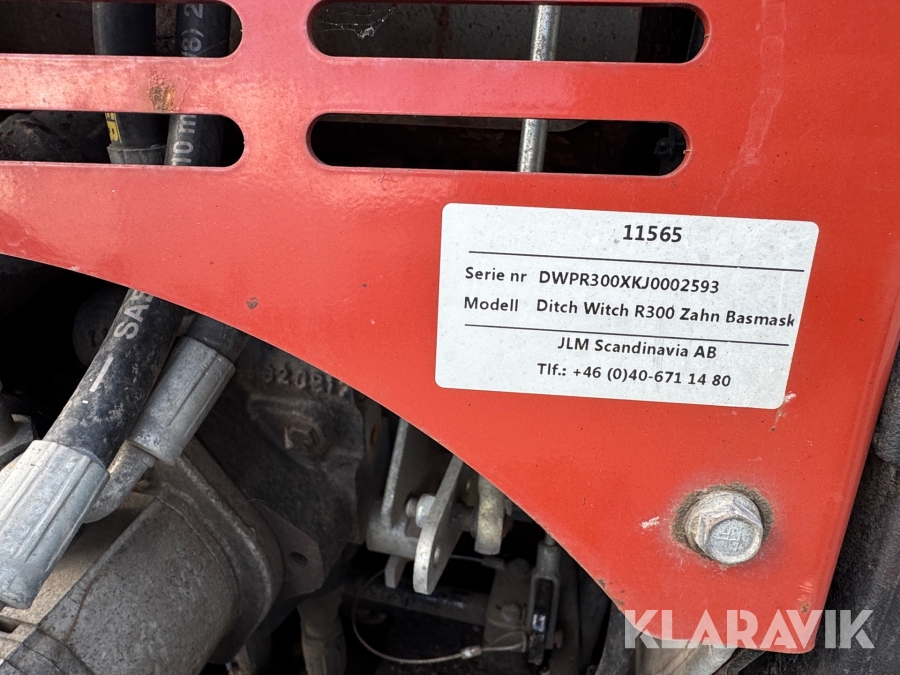 11565
Serie nr DWPR300XKJ0002593
Modell Ditch Witch R300 Zahn Basmask
JLM Scandinavia AB
Tlf.: +46 (0)40-671 14 80
KLARAVIK